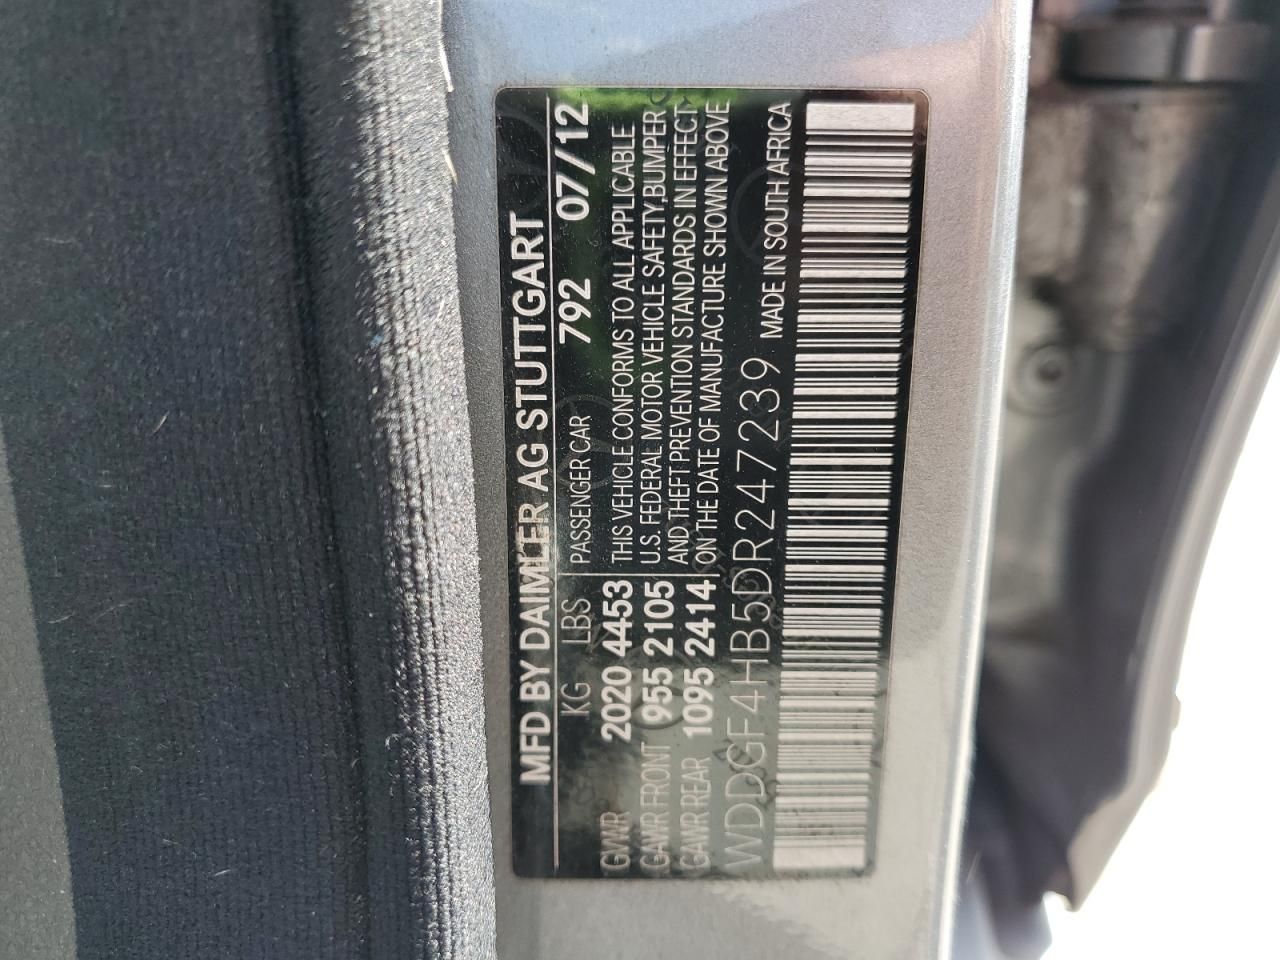 MFD BY DAIMLER AG STUTTGART
KG LBS PASSENGER CAR 792 07/12
GVWR 2020 4453 THIS VEHICLE CONFORMS TO ALL APPLICABLE
GAWR FRONT 955 2105 U.S. FEDERAL MOTOR VEHICLE SAFETY,BUMPER
GAWR REAR 1095 2414 AND THEFT PREVENTION STANDARDS IN EFFECT
ON THE DATE OF MANUFACTURE SHOWN ABOVE
WDDGF4HB5DR247239 MADE IN SOUTH AFRICA